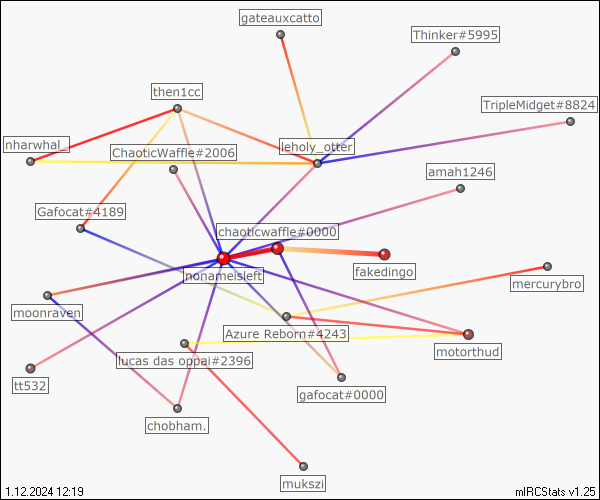 gateauxcatto
Thinker#5995
then1cc
TripleMidget#8824
nharwhal_
ChaoticWaffle#2006
leholy_otter
amah1246
Gafocat#4189
chaoticwaffle#0000
fakedingo
nonameisleft
mercurybro
moonraven
Azure Reborn#4243
motorthud
lucas das oppai#2396
tt532
gafocat#0000
chobham.
mukszi
1.12.2024 12:19
mIRCStats v1.25